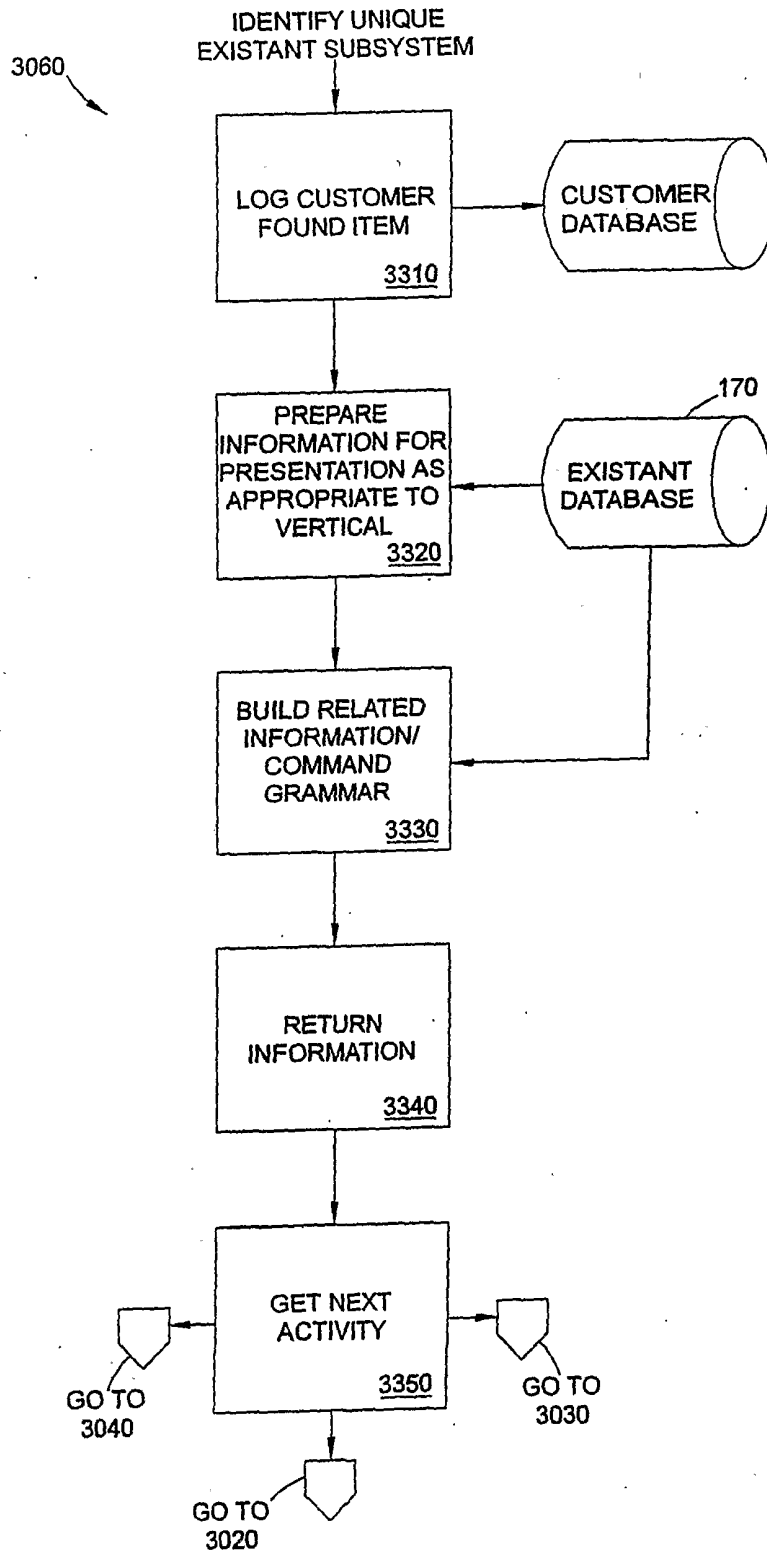 IDENTIFY UNIQUE
EXISTANT SUBSYSTEM
3060
LOG CUSTOMER
FOUND ITEM
3310
CUSTOMER
DATABASE
170
PREPARE
INFORMATION FOR
PRESENTATION AS
APPROPRIATE TO
VERTICAL
3320
EXISTANT
DATABASE
BUILD RELATED
INFORMATION/
COMMAND
GRAMMAR
3330
RETURN
INFORMATION
3340
GET NEXT
ACTIVITY
3350
GO TO
3040
GO TO
3030
GO TO
3020